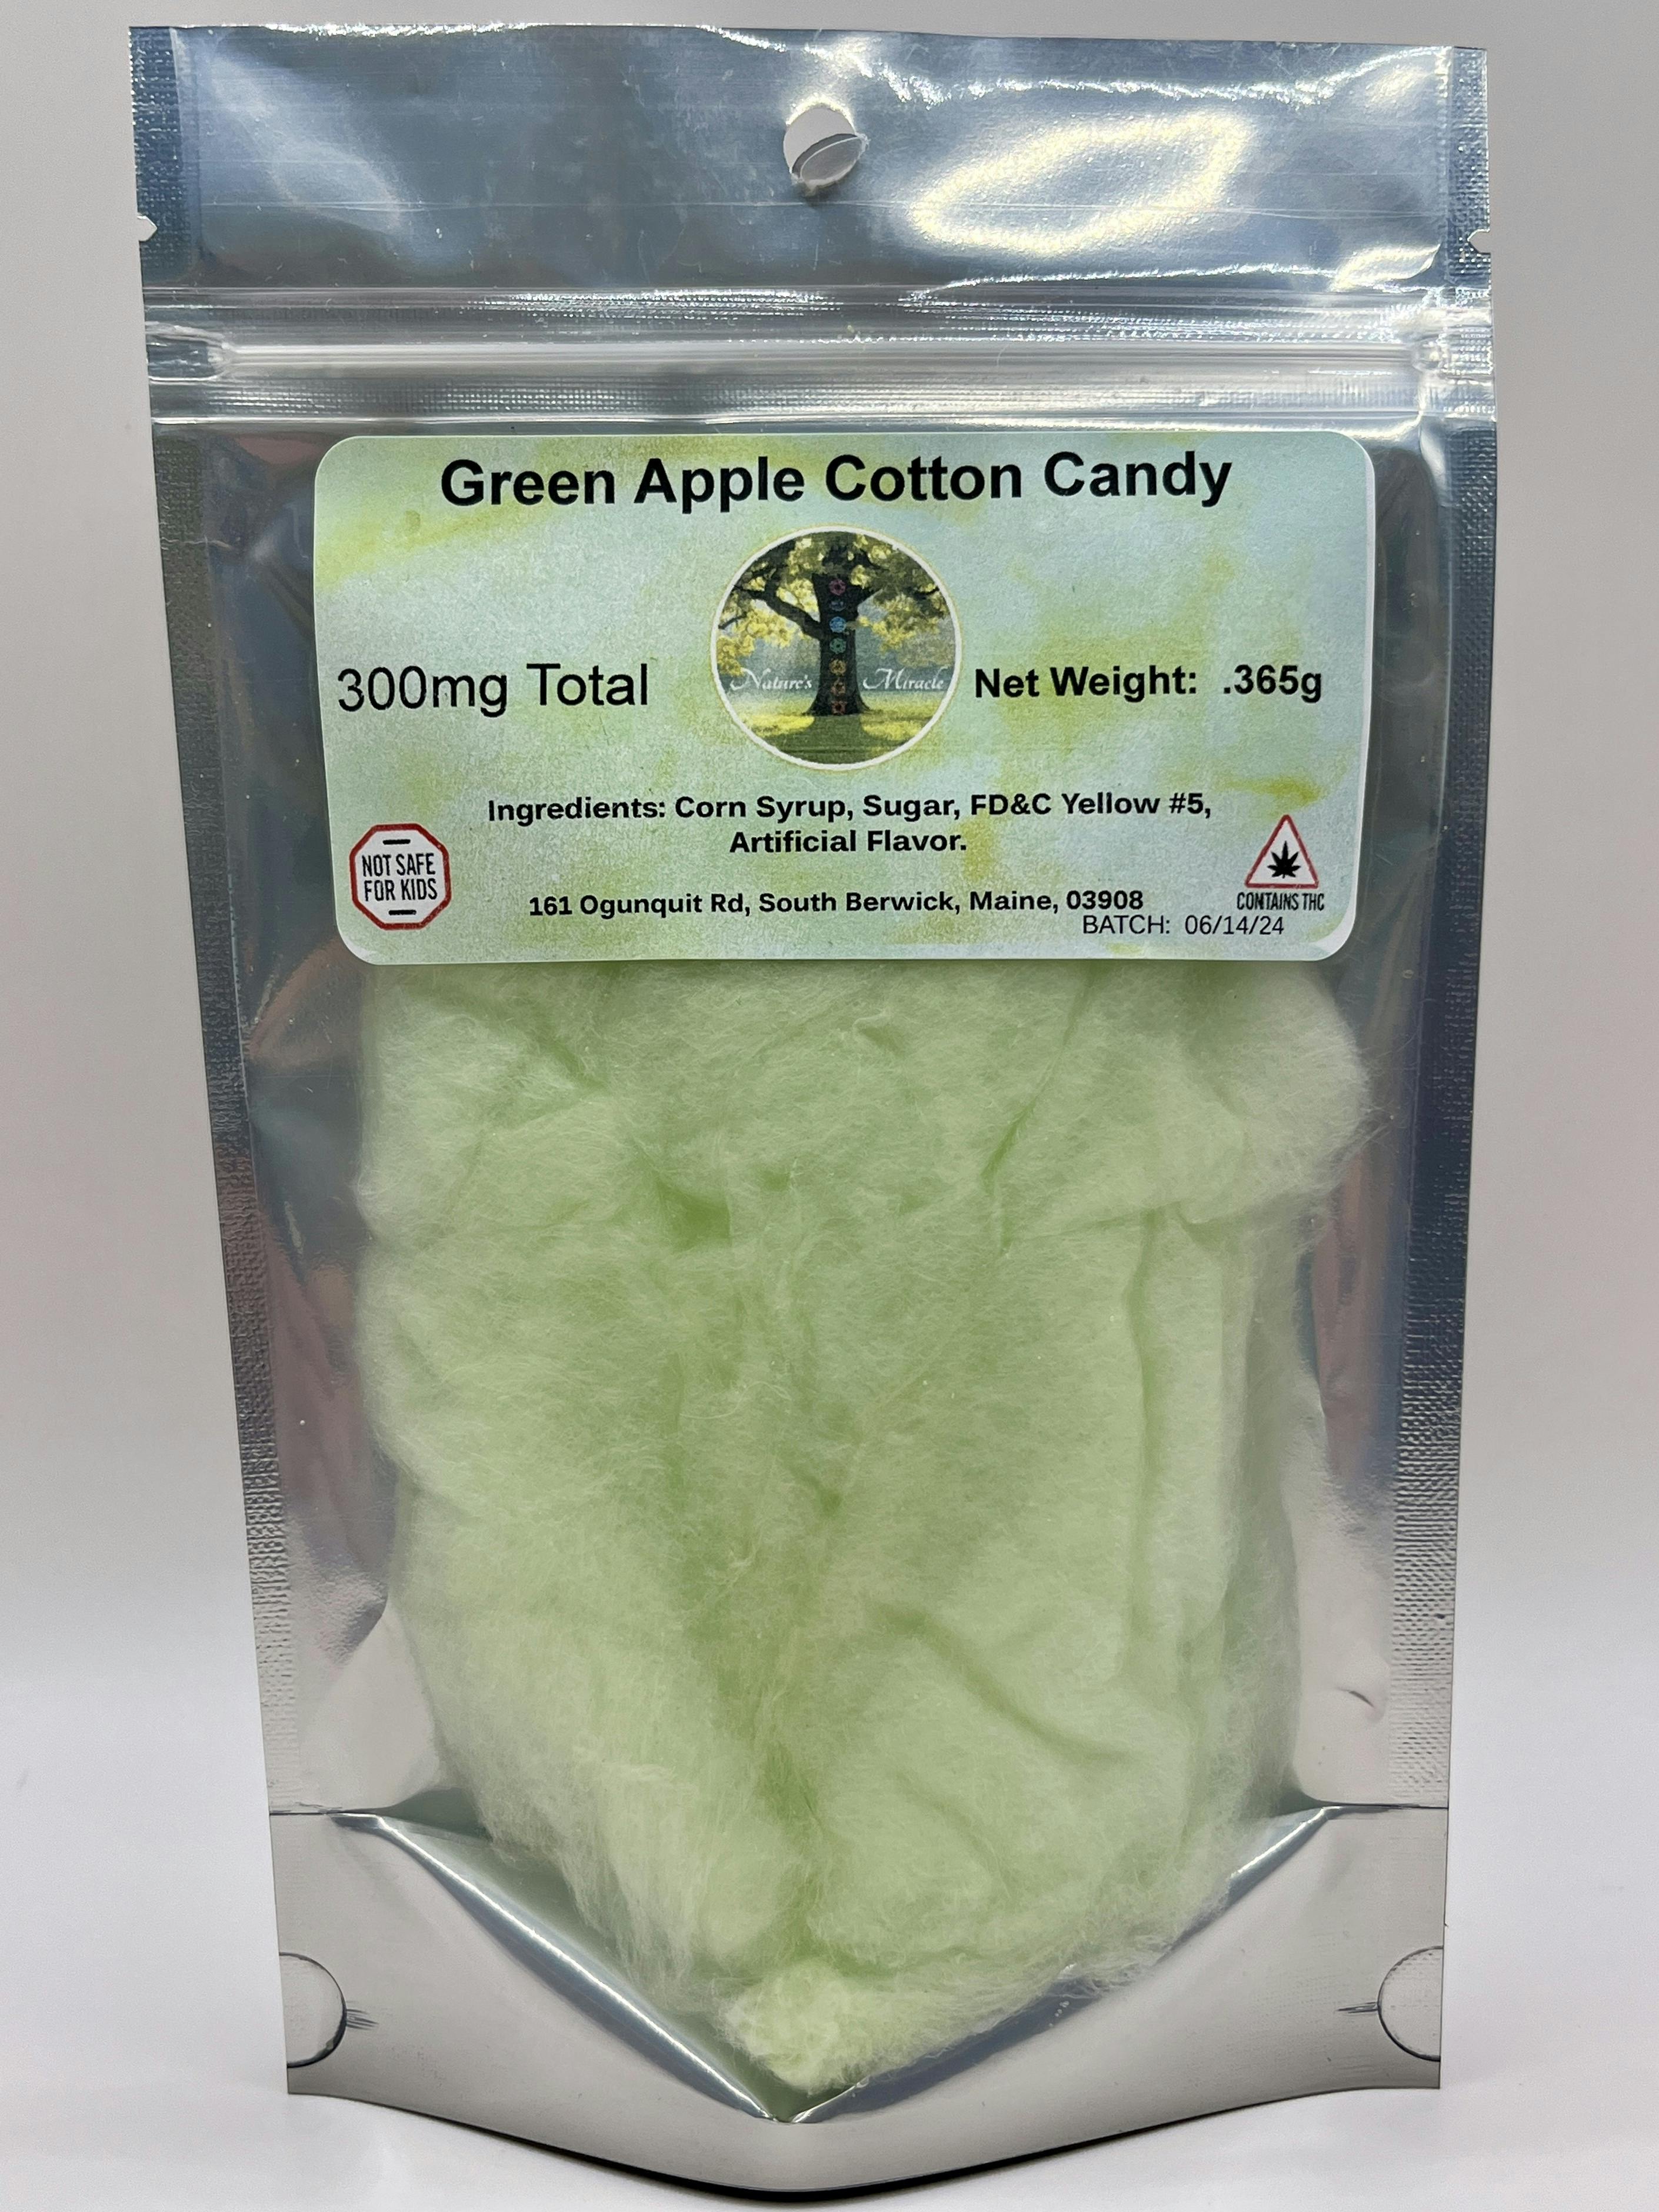 Green Apple Cotton Candy
Nature's Miracle
300mg Total
Net Weight: .365g
Ingredients: Corn Syrup, Sugar, FD&C Yellow #5,
Artificial Flavor.
NOT SAFE
FOR KIDS
CONTAINS THC
161 Ogunquit Rd, South Berwick, Maine, 03908
BATCH: 06/14/24